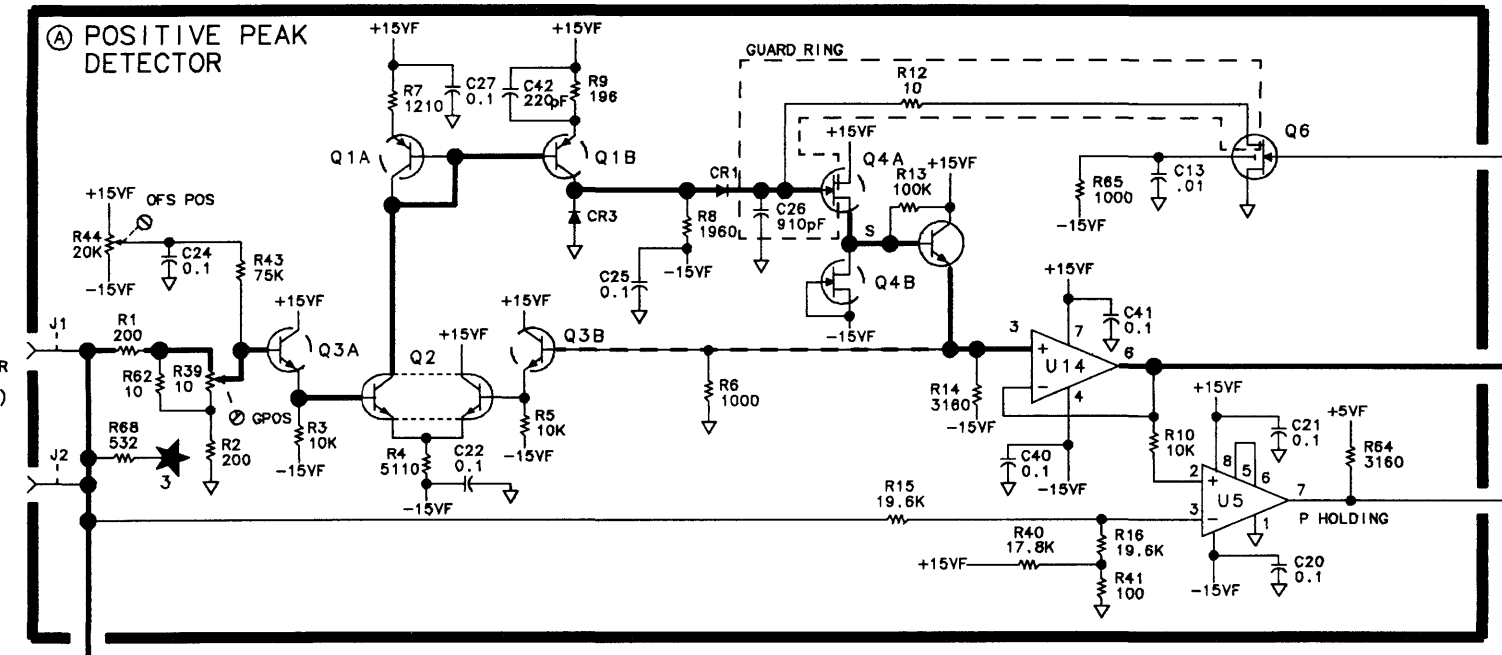 Ⓐ POSITIVE PEAK
DETECTOR
+15VF
+15VF
R7
1210
C27
0.1
C42
220pF
R9
196
GUARD RING
R12
10
Q1A
Q1B
+15VF
Q4A
+15VF
R13
100K
Q6
CR1
C26
910pF
R65
1000
C13
.01
-15VF
+15VF
OFS POS
R44
20K
C24
0.1
R43
75K
-15VF
CR3
R8
1960
-15VF
C25
0.1
S
Q4B
-15VF
+15VF
C41
0.1
J1
R1
200
+15VF
Q3A
+15VF
Q2
+15VF
Q3B
3
7
+
U14
6
-
4
R
)
R62
10
R39
10
GPOS
R6
1000
R14
3160
-15VF
R68
532
3
R2
200
R3
10K
-15VF
R4
5110
C22
0.1
-15VF
R5
10K
-15VF
J2
C40
0.1
-15VF
R10
10K
+15VF
C21
0.1
+5VF
R64
3160
R15
19.6K
2
8
5
6
+
U5
7
3
-
1
P HOLDING
R40
17.8K
+15VF
R16
19.6K
R41
100
-15VF
C20
0.1